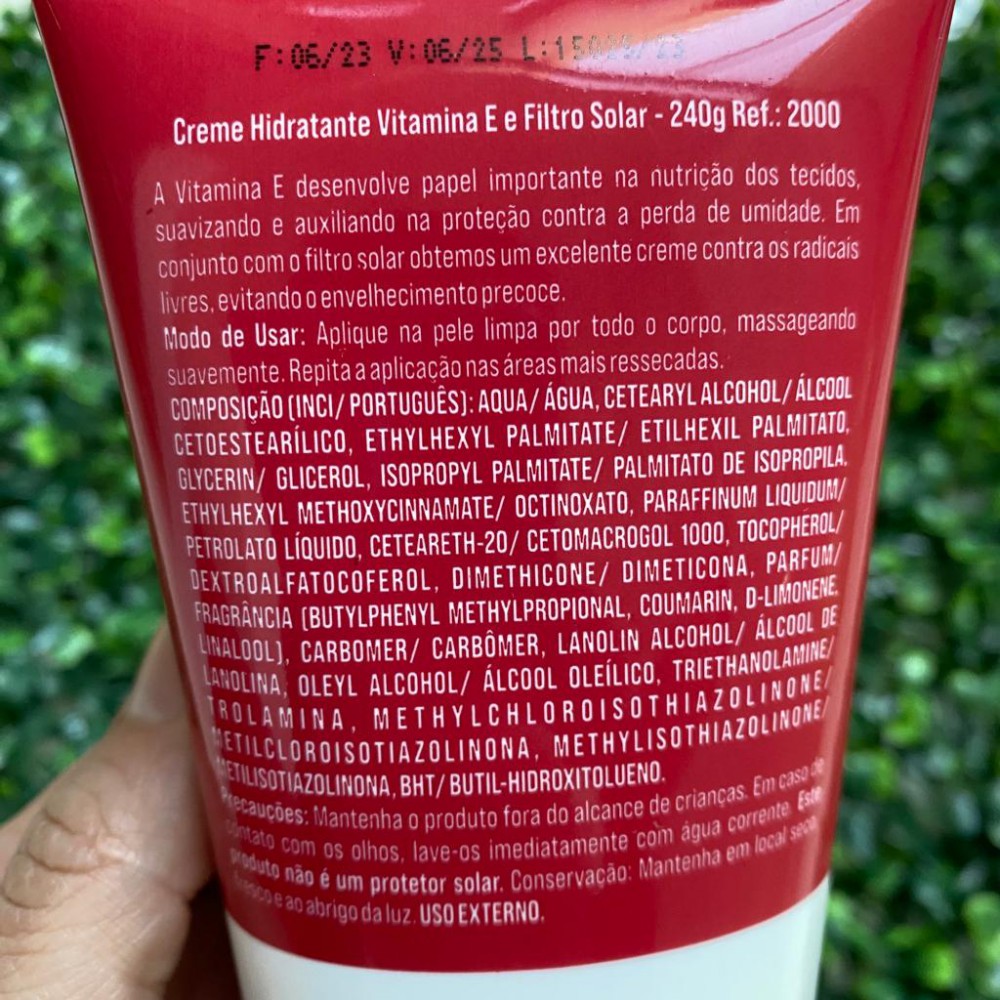 F:06/23 V:06/25
Creme Hidratante Vitamina E e Filtro Solar - 240g Ref.: 2000
A Vitamina E desenvolve papel importante na nutrição dos tecidos,
suavizando e auxiliando na proteção contra a perda de umidade. Em
conjunto com o filtro solar obtemos um excelente creme contra os radicais
livres, evitando o envelhecimento precoce.
Modo de Usar: Aplique na pele limpa por todo o corpo, massageando
suavemente. Repita a aplicação nas áreas mais ressecadas.
COMPOSIÇÃO (INCI/ PORTUGUÊS): AQUA/ ÁGUA, CETEARYL ALCOHOL/ ÁLCOOL
CETOESTEARÍLICO, ETHYLHEXYL PALMITATE/ ETILHEXIL PALMITATO,
GLYCERIN/ GLICEROL, ISOPROPYL PALMITATE/ PALMITATO DE ISOPROPILA,
ETHYLHEXYL METHOXYCINNAMATE/ OCTINOXATO, PARAFFINUM LIQUIDUM/
PETROLATO LÍQUIDO, CETEARETH-20/ CETOMACROGOL 1000, TOCOPHEROL/
DEXTROALFATOCOFEROL, DIMETHICONE/ DIMETICONA, PARFUM/
FRAGRÂNCIA (BUTYLPHENYL METHYLPROPIONAL, COUMARIN, D-LIMONENE,
LINALOOL), CARBOMER/ CARBÔMER, LANOLIN ALCOHOL/ ÁLCOOL DE
LANOLINA, OLEYL ALCOHOL/ ÁLCOOL OLEÍLICO, TRIETHANOLAMINE/
TROLAMINA, METHYLCHLOROISOTHIAZOLINONE/
METILCLOROISOTIAZOLINONA, METHYLISOTHIAZOLINONE/
METILISOTIAZOLINONA, BHT/ BUTIL-HIDROXITOLUENO.
Precauções: Mantenha o produto fora do alcance de crianças. Em caso de
contato com os olhos, lave-os imediatamente com água corrente. Este
produto não é um protetor solar. Conservação: Mantenha em local seco,
fresco e ao abrigo da luz. USO EXTERNO.